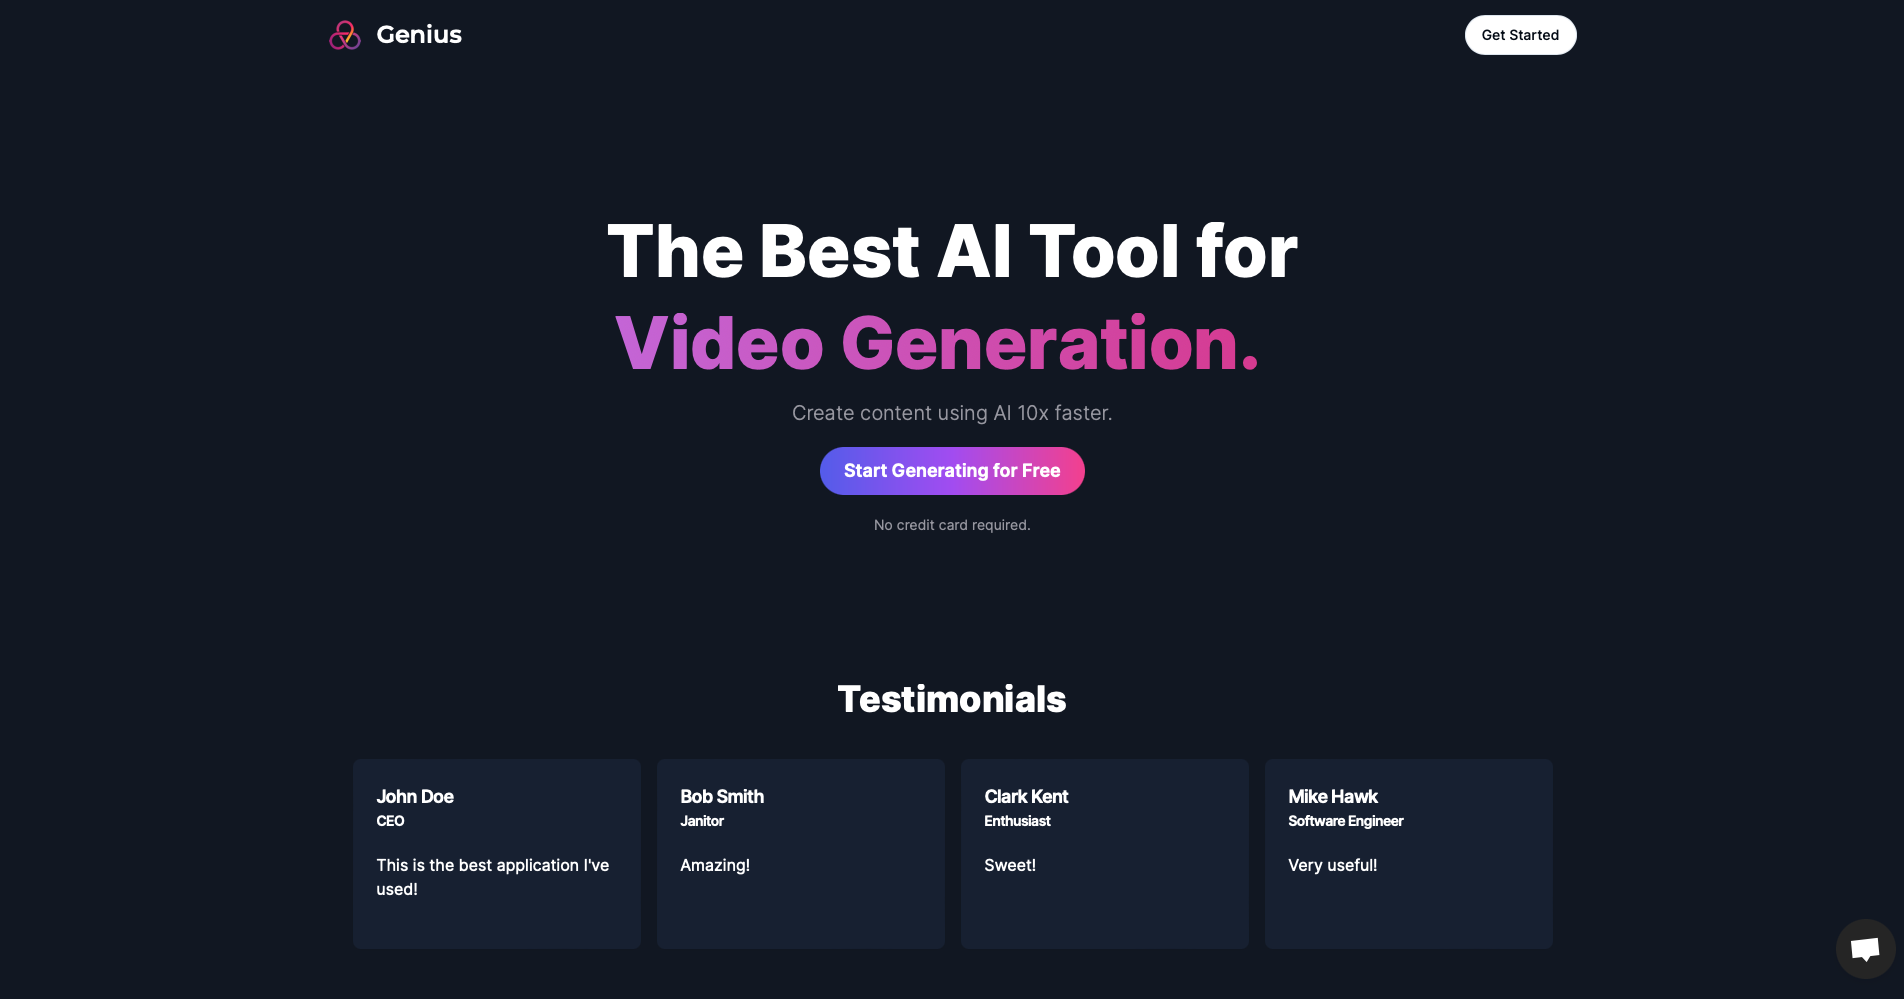 Genius
Get Started
The Best AI Tool for
Video Generation.
Create content using AI 10x faster.
Start Generating for Free
No credit card required.
Testimonials
John Doe
CEO
This is the best application I've
used!
Bob Smith
Janitor
Amazing!
Clark Kent
Enthusiast
Sweet!
Mike Hawk
Software Engineer
Very useful!